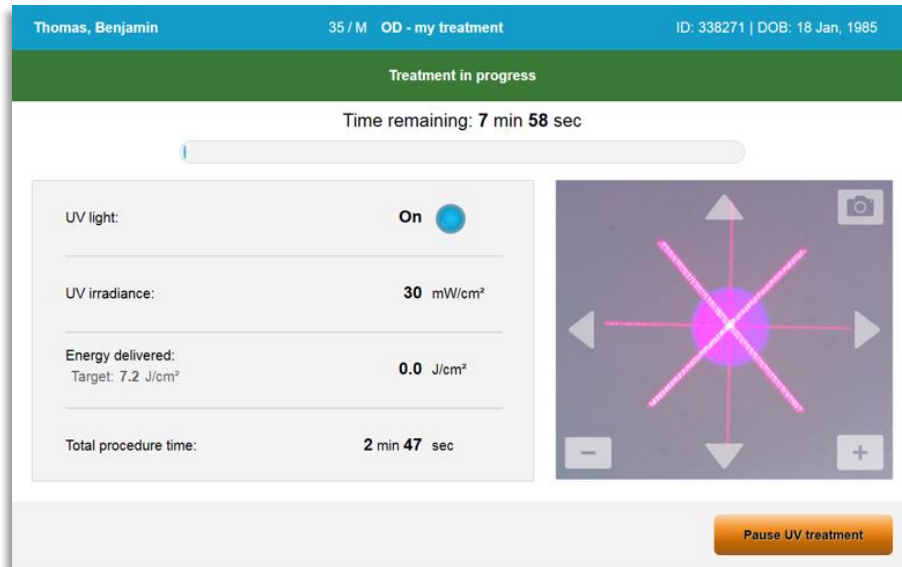 Thomas, Benjamin 35 / M OD - my treatment ID: 338271 | DOB: 18 Jan, 1985
Treatment in progress
Time remaining: 7 min 58 sec
UV light: On
UV irradiance: 30 mW/cm²
Energy delivered:
Target: 7.2 J/cm²
0.0 J/cm²
Total procedure time: 2 min 47 sec
Pause UV treatment